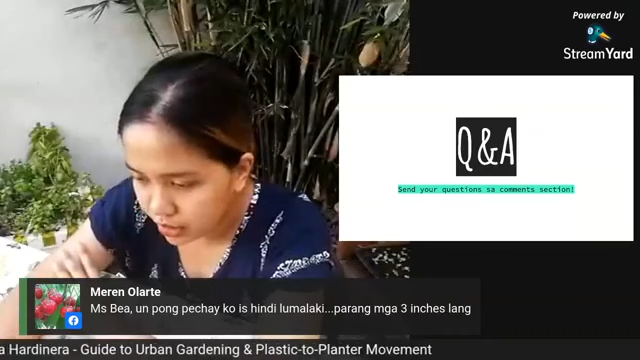 Powered by
StreamYard
Q&A
Send your questions sa comments section!
Meren Olarte
Ms Bea, un pong pechay ko is hindi lumalaki...parang mga 3 inches lang
a Hardinera - Guide to Urban Gardening & Plastic-to-Planter Movement